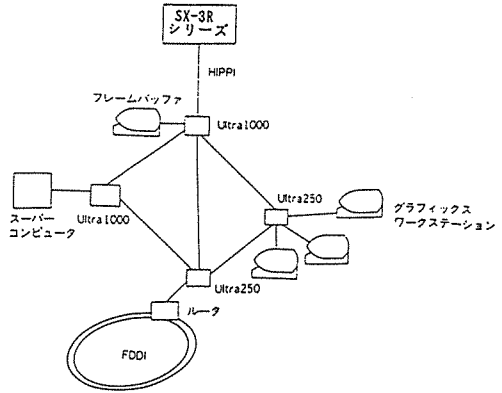 SX-3R
シリーズ
HIPPI
フレームバッファ
Ultra1000
Ultra250
スーパー
コンピュータ
Ultra1000
グラフィックス
ワークステーション
Ultra250
ルータ
FDDI